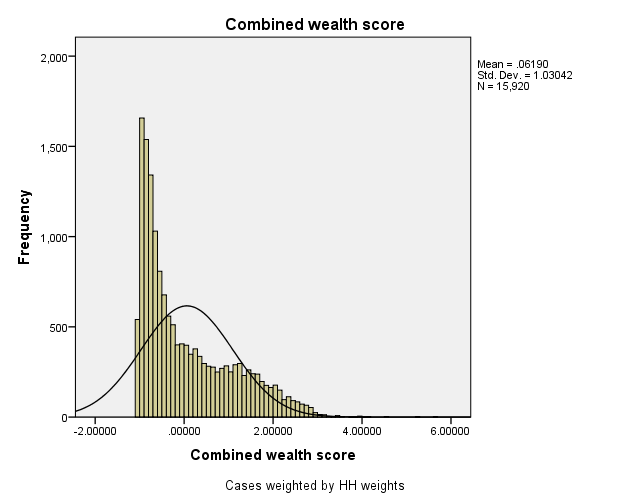 Combined wealth score
Mean = .06190
Std. Dev. = 1.03042
N = 15,920
2,000
1,500
1,000
500
0
Frequency
-2.00000 .00000 2.00000 4.00000 6.00000
Combined wealth score
Cases weighted by HH weights